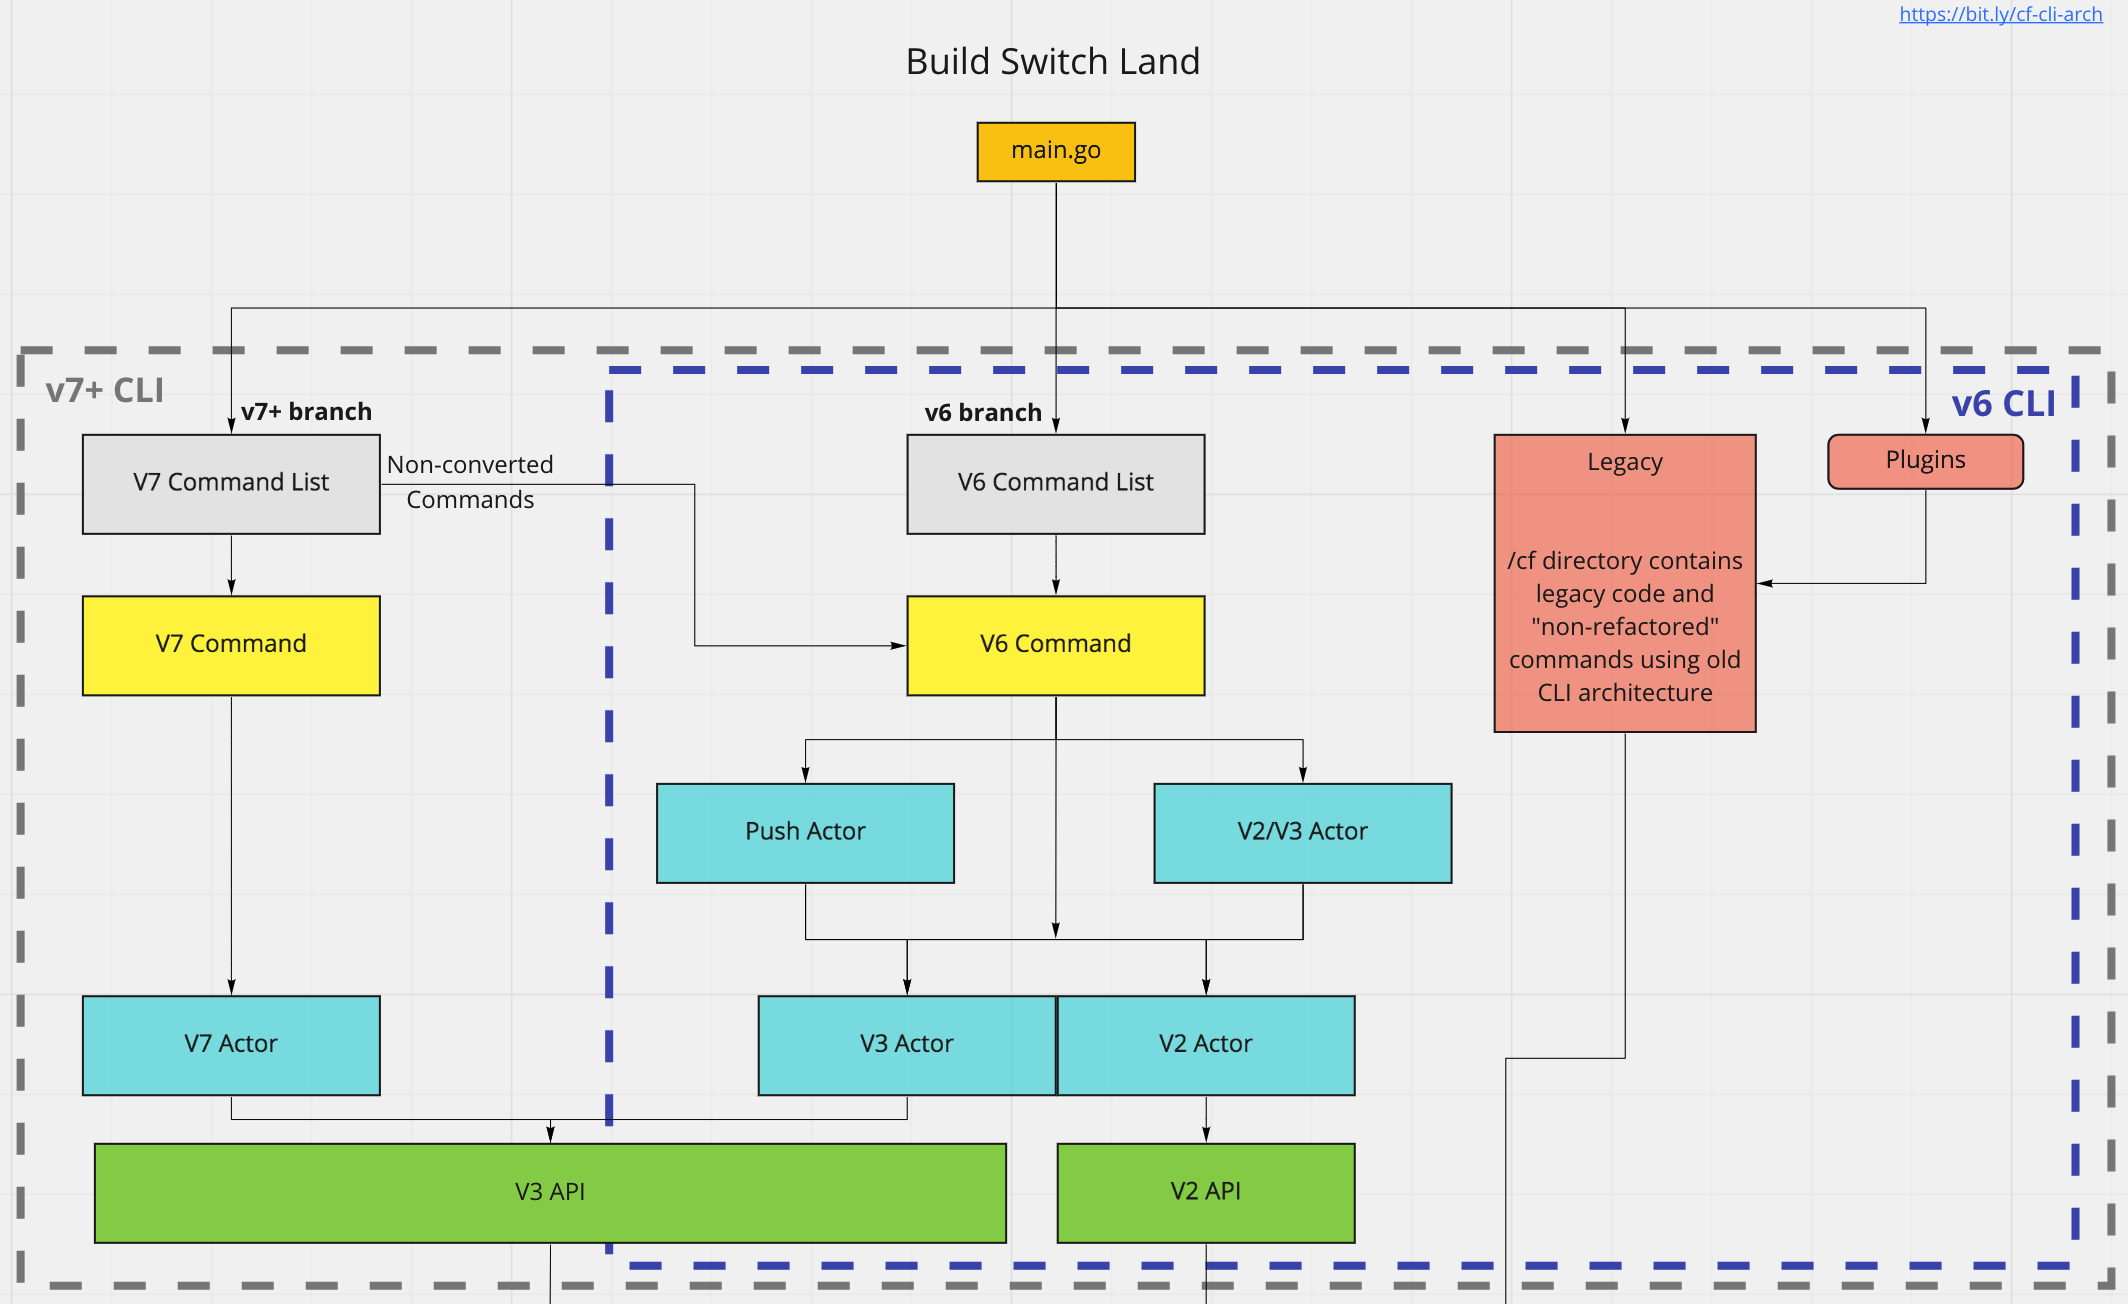 https://bit.ly/cf-cli-arch
Build Switch Land
main.go
v7+ CLI
v6 CLI
v7+ branch
v6 branch
V7 Command List
Non-converted
Commands
V6 Command List
Legacy
/cf directory contains
legacy code and
"non-refactored"
commands using old
CLI architecture
Plugins
V7 Command
V6 Command
Push Actor
V2/V3 Actor
V7 Actor
V3 Actor
V2 Actor
V3 API
V2 API